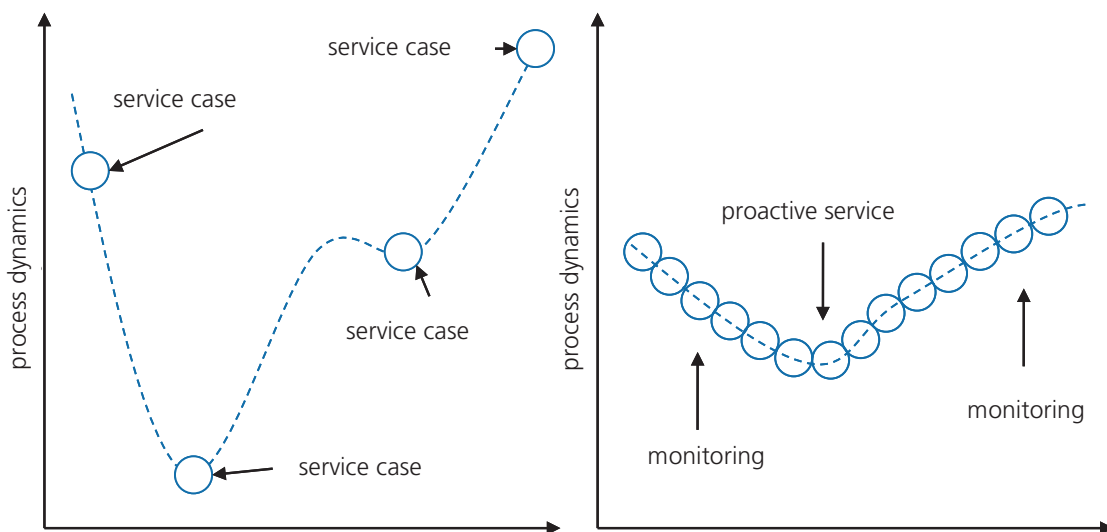 service case
service case
service case
service case
process dynamics
proactive service
monitoring
monitoring
process dynamics